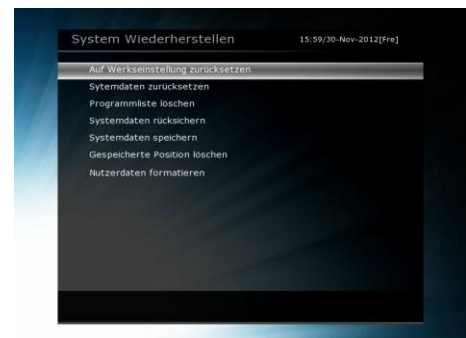 System Wiederherstellen 15:59/30-Nov-2012[Fre]
Auf Werkseinstellung zurücksetzen
Sytemdaten zurücksetzen
Programmliste löschen
Systemdaten rücksichern
Systemdaten speichern
Gespeicherte Position löschen
Nutzerdaten formatieren